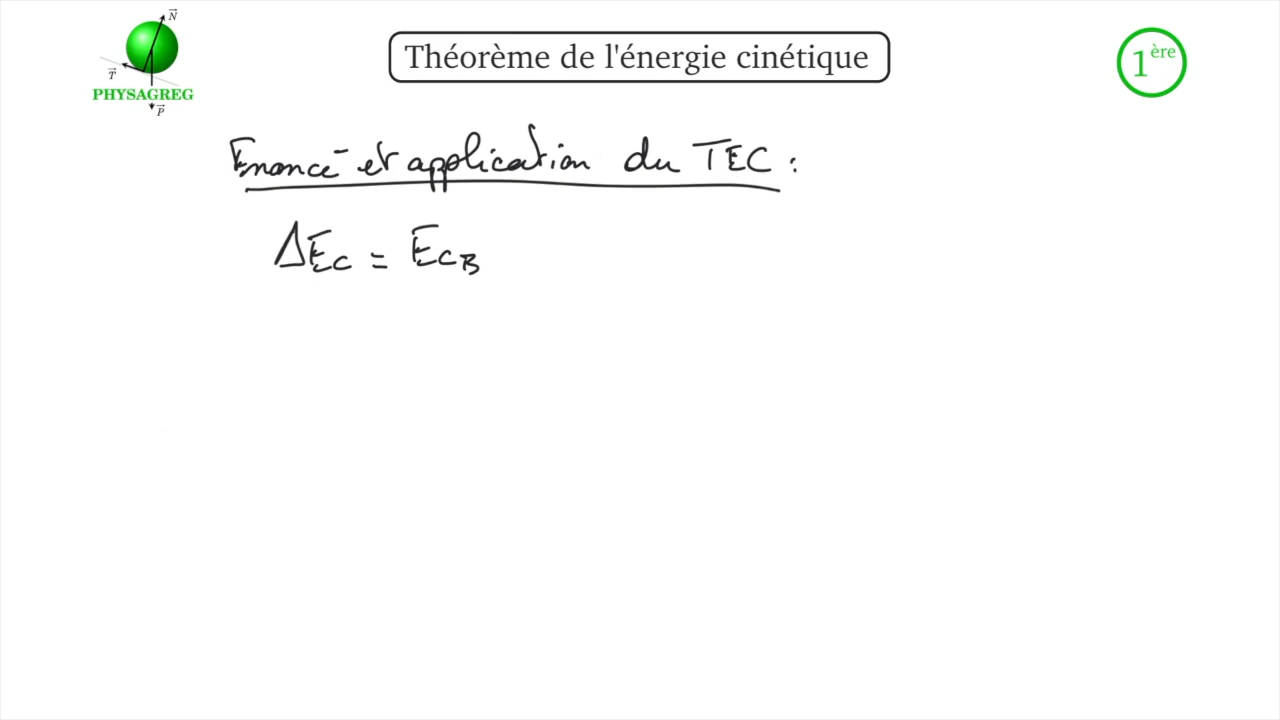 N
T
PHYSAGREG
P
Théorème de l'énergie cinétique
1ère
Enoncé et application du TEC :
ΔEc = EcB